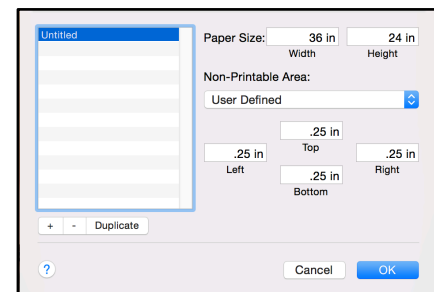 Untitled
Paper Size: 36 in 24 in
Width Height
Non-Printable Area:
User Defined
.25 in
Top
.25 in .25 in
Left Right
.25 in
Bottom
+ - Duplicate
? Cancel OK